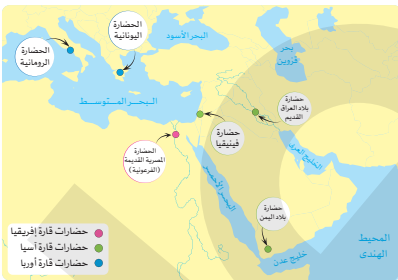 الحضارة
اليونانية
الحضارة
الرومانية
البحر الأسود
بحر
قزوين
البحر المتوسط
حضارة
بلاد العراق
القديم
حضارة
فينيقيا
الحضارة
المصرية القديمة
(الفرعونية)
الخليج العربي
البحر الأحمر
حضارة
بلاد اليمن
خليج عدن
المحيط
الهندى
حضارات قارة إفريقيا
حضارات قارة آسيا
حضارات قارة أوربا